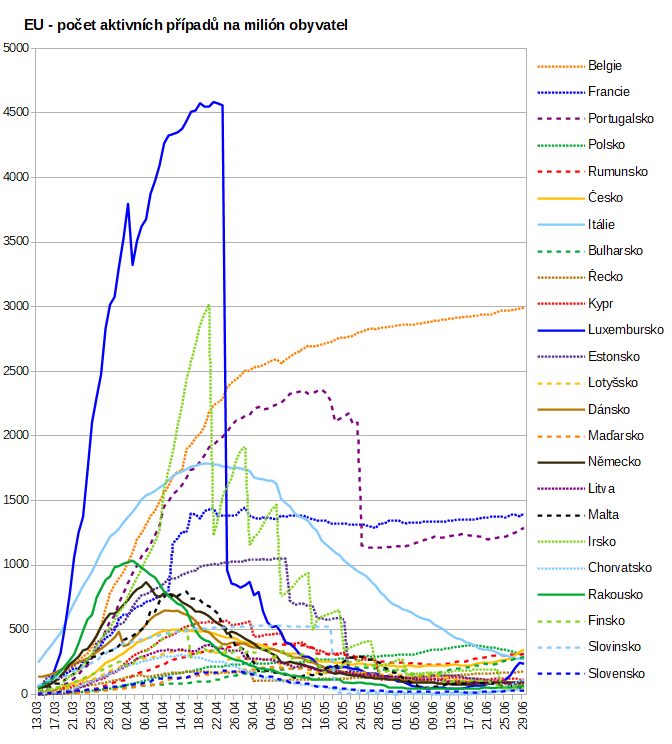 EU - počet aktivních případů na milión obyvatel
5000
4500
4000
3500
3000
2500
2000
1500
1000
500
0
13.03
17.03
21.03
25.03
29.03
02.04
06.04
10.04
14.04
18.04
22.04
26.04
30.04
04.05
08.05
12.05
16.05
20.05
24.05
28.05
01.06
05.06
09.06
13.06
17.06
21.06
25.06
29.06
Belgie
Francie
Portugalsko
Polsko
Rumunsko
Česko
Itálie
Bulharsko
Řecko
Kypr
Luxembursko
Estonsko
Lotyšsko
Dánsko
Maďarsko
Německo
Litva
Malta
Irsko
Chorvatsko
Rakousko
Finsko
Slovinsko
Slovensko